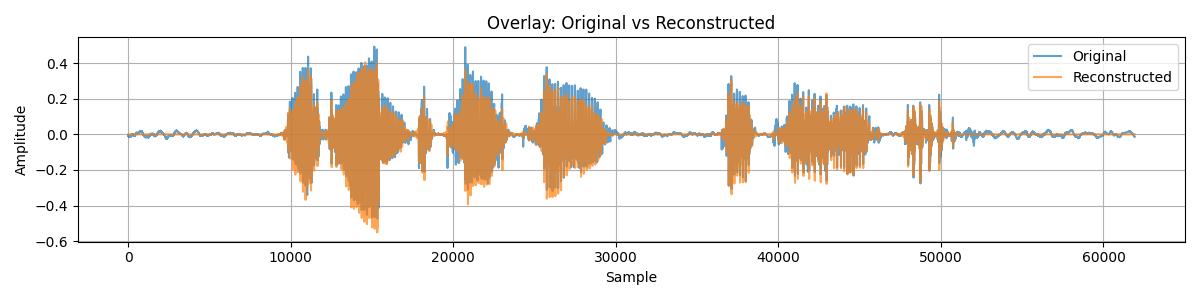 Overlay: Original vs Reconstructed
Original
Reconstructed
Amplitude
0.4
0.2
0.0
−0.2
−0.4
−0.6
0 10000 20000 30000 40000 50000 60000
Sample